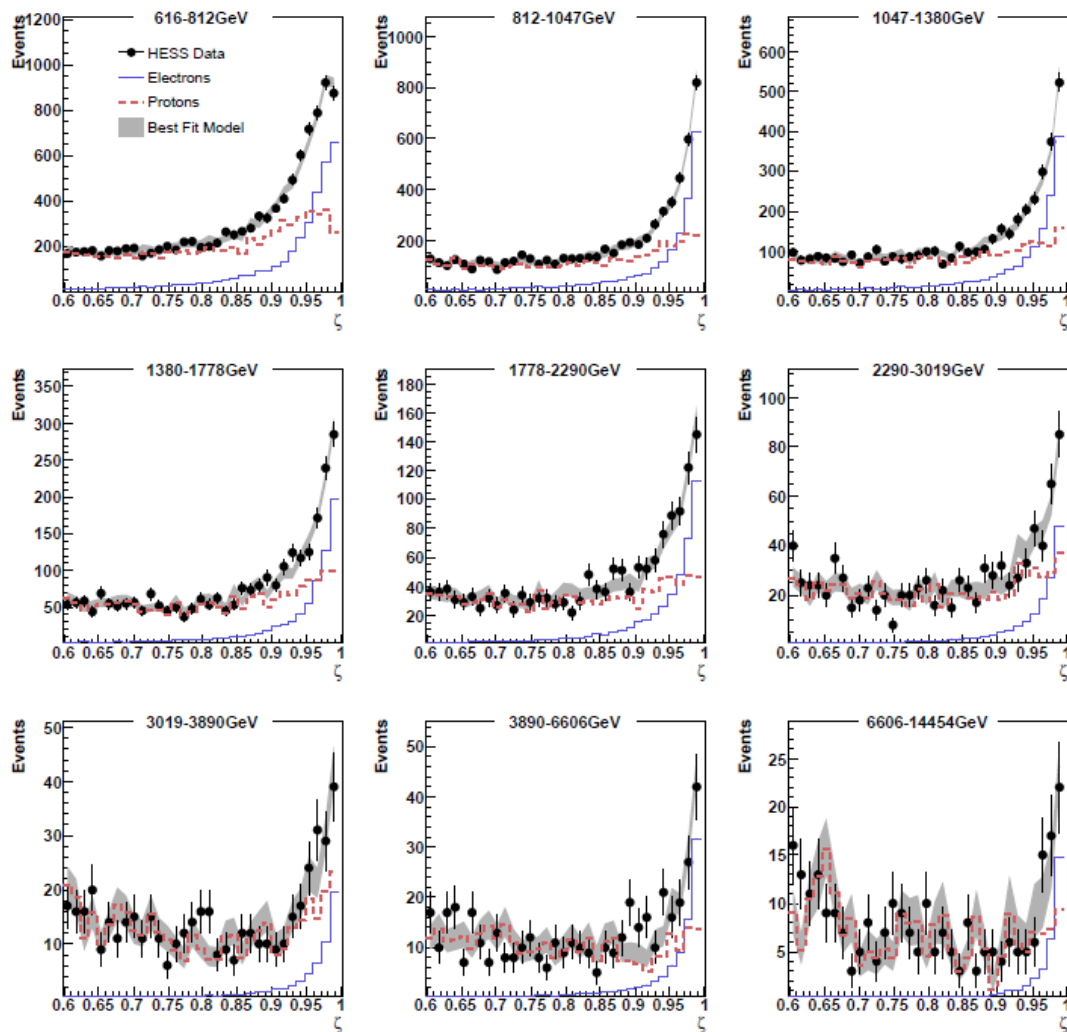 616-812GeV
Events
1200
1000
800
600
400
200
HESS Data
Electrons
Protons
Best Fit Model
0.6 0.65 0.7 0.75 0.8 0.85 0.9 0.95 1
ζ
812-1047GeV
Events
1000
800
600
400
200
0.6 0.65 0.7 0.75 0.8 0.85 0.9 0.95 1
ζ
1047-1380GeV
Events
600
500
400
300
200
100
0.6 0.65 0.7 0.75 0.8 0.85 0.9 0.95 1
ζ
1380-1778GeV
Events
350
300
250
200
150
100
50
0.6 0.65 0.7 0.75 0.8 0.85 0.9 0.95 1
ζ
1778-2290GeV
Events
180
160
140
120
100
80
60
40
20
0.6 0.65 0.7 0.75 0.8 0.85 0.9 0.95 1
ζ
2290-3019GeV
Events
100
80
60
40
20
0.6 0.65 0.7 0.75 0.8 0.85 0.9 0.95 1
ζ
3019-3890GeV
Events
50
40
30
20
10
0.6 0.65 0.7 0.75 0.8 0.85 0.9 0.95 1
ζ
3890-6606GeV
Events
50
40
30
20
10
0.6 0.65 0.7 0.75 0.8 0.85 0.9 0.95 1
ζ
6606-14454GeV
Events
25
20
15
10
5
0.6 0.65 0.7 0.75 0.8 0.85 0.9 0.95 1
ζ